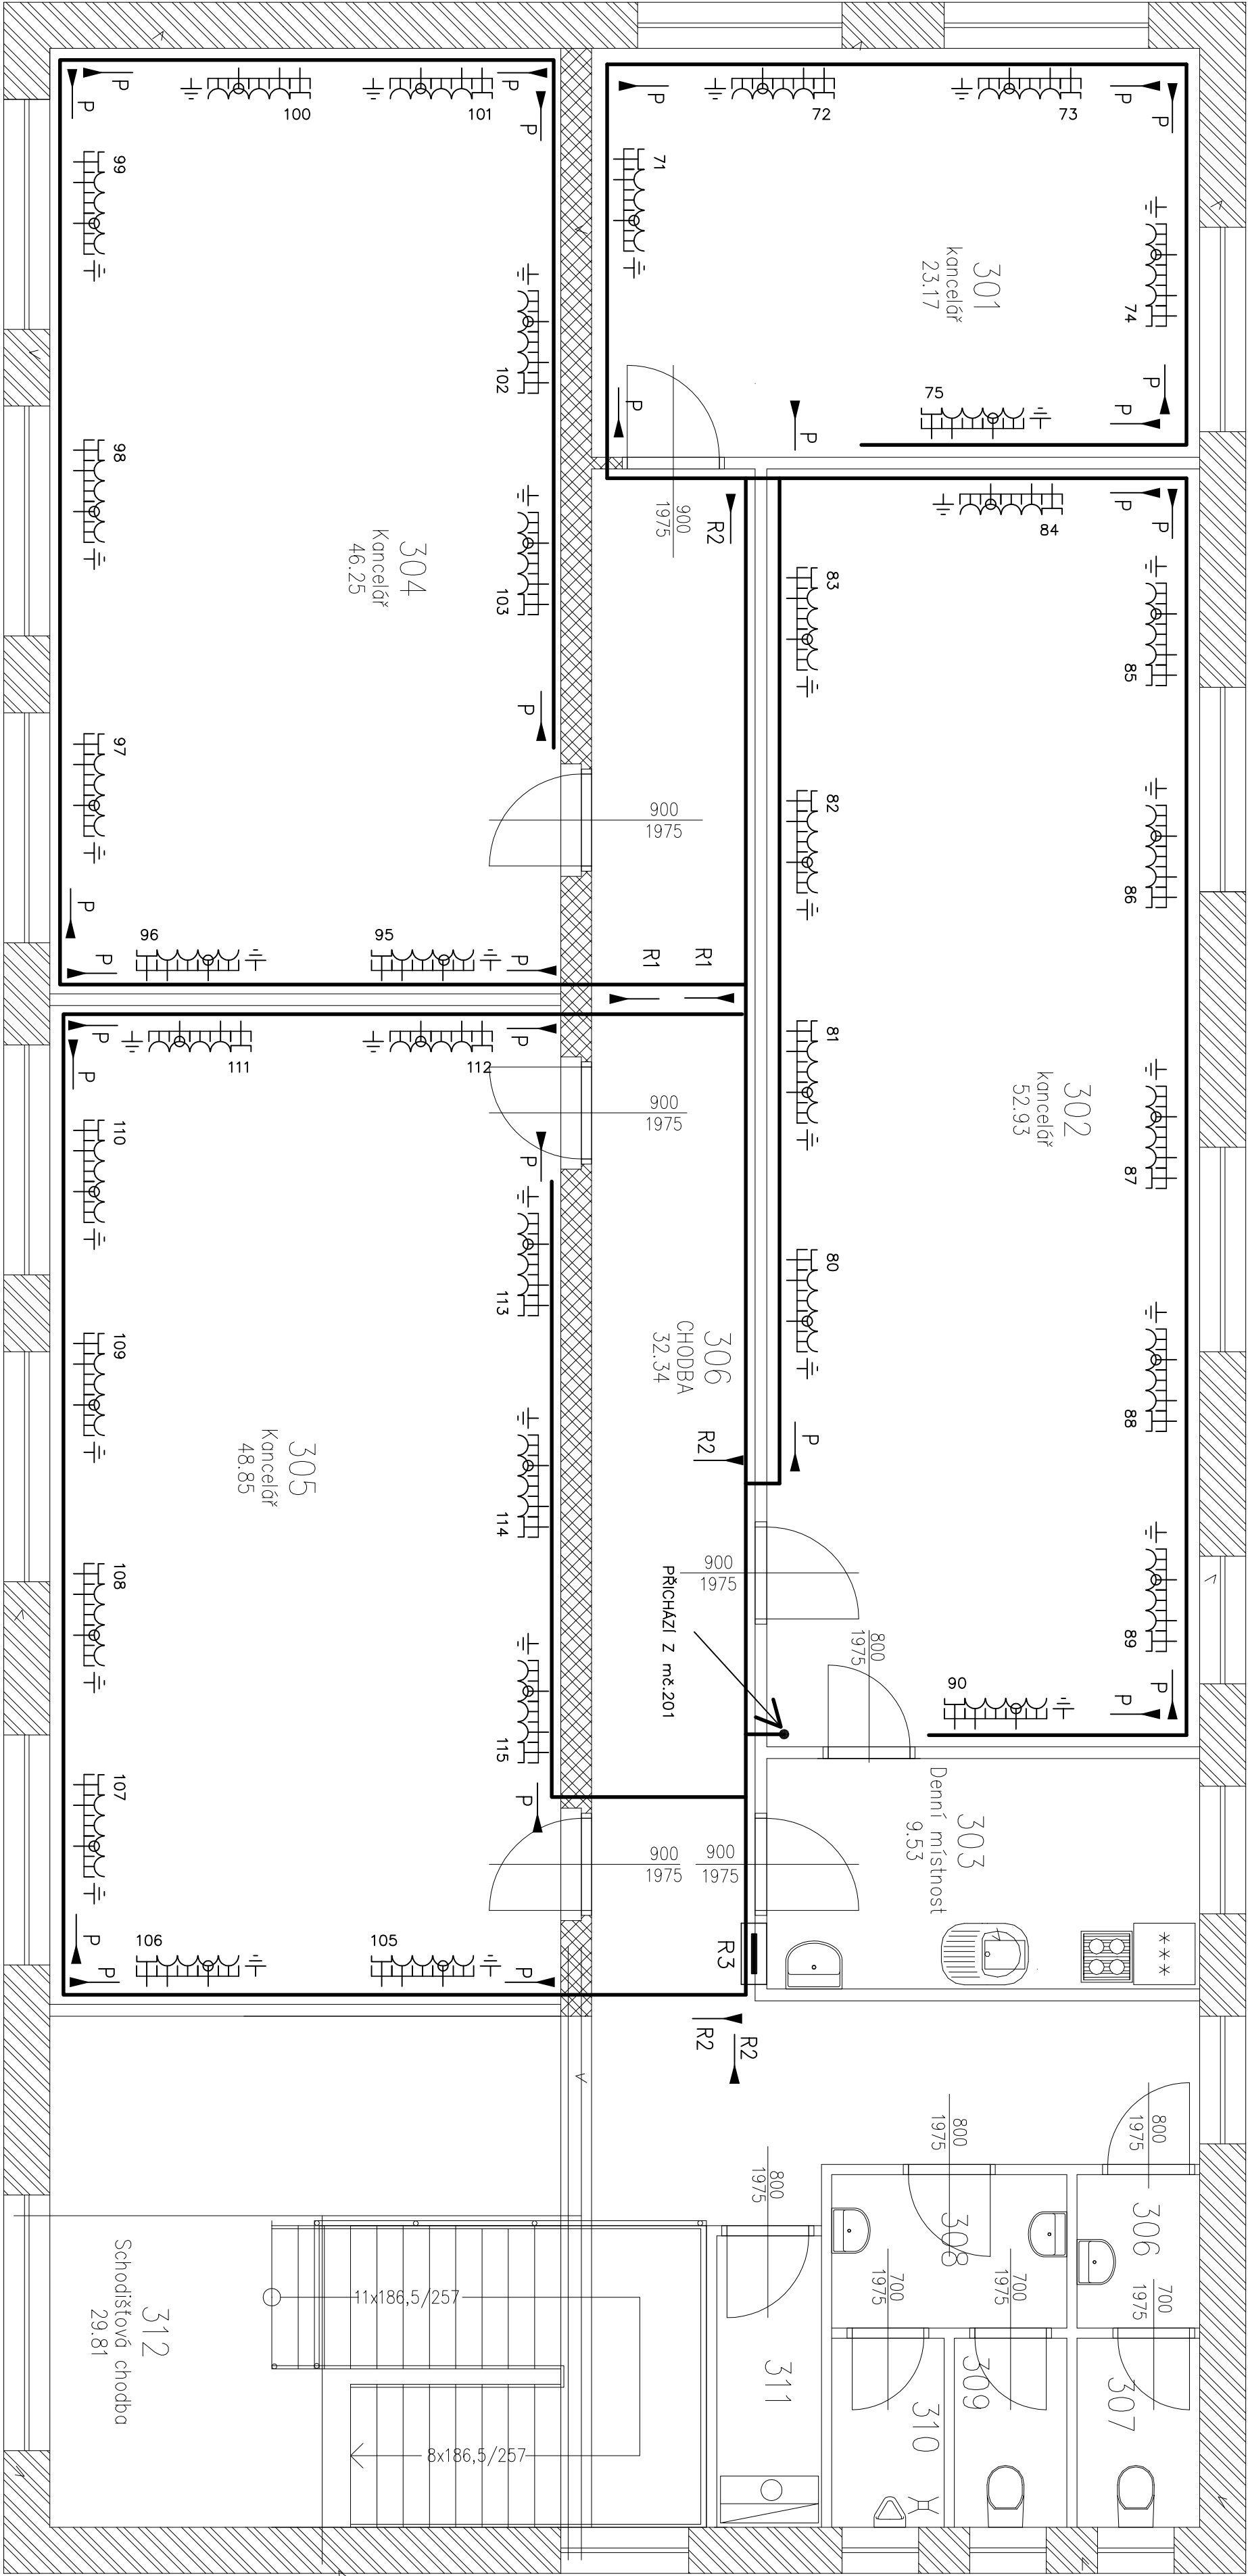 P
P
100
101
P
P
P
72
73
P
P
99
71
74
301
kancelář
23.17
102
75
P
P
P
P
98
304
Kancelář
46.25
103
900
1975
R2
84
P
P
83
85
97
P
900
1975
82
86
P
96
95
P
P
R1
R1
P
P
111
112
P
900
1975
81
302
kancelář
52.93
87
110
P
113
109
80
88
306
CHODBA
32.34
305
Kancelář
48.85
114
R2
P
108
115
900
1975
PŘICHÁZÍ Z mč.201
800
1975
89
90
P
P
107
P
900
1975
900
1975
303
Denní místnost
9.53
***
P
P
106
105
P
R3
R2
R2
800
1975
800
1975
800
1975
306
308
700
1975
700
1975
700
1975
312
Schodišťová chodba
29.81
11x186,5/257
8x186,5/257
311
310
309
307